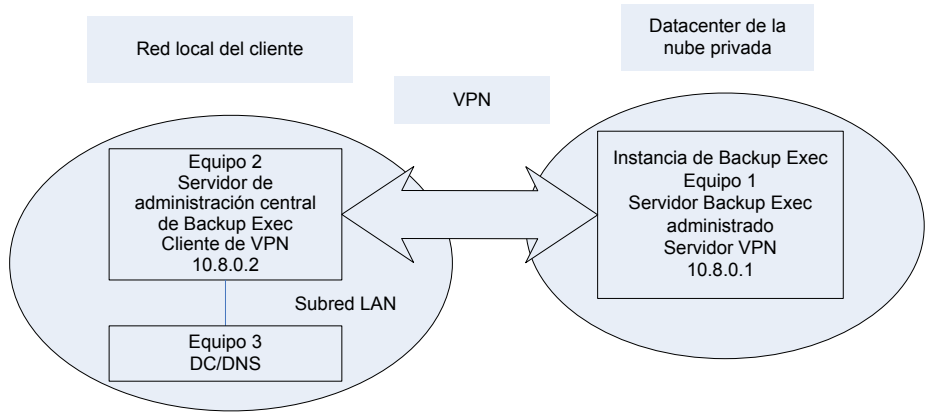 Red local del cliente
Datacenter de la
nube privada
VPN
Equipo 2
Servidor de
administración central
de Backup Exec
Cliente de VPN
10.8.0.2
Instancia de Backup Exec
Equipo 1
Servidor Backup Exec
administrado
Servidor VPN
10.8.0.1
Subred LAN
Equipo 3
DC/DNS